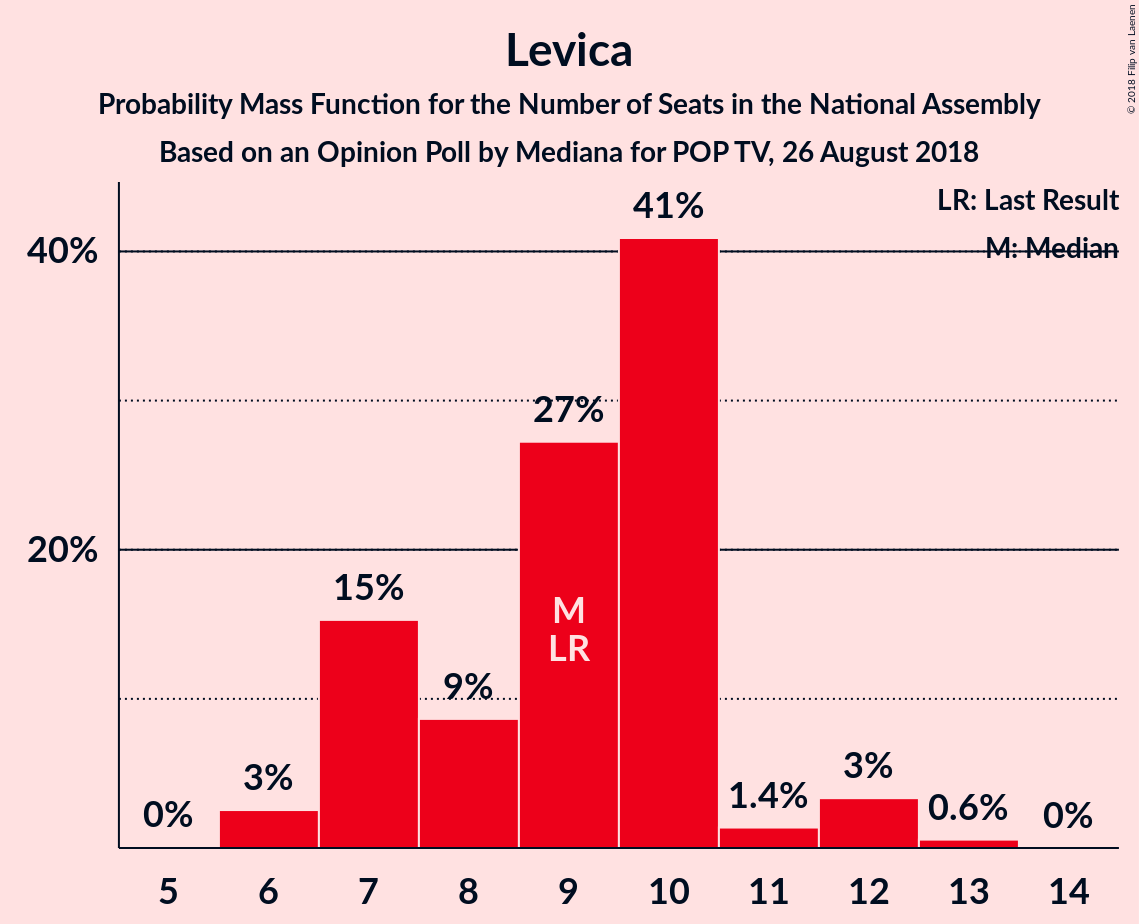 Levica
Probability Mass Function for the Number of Seats in the National Assembly
Based on an Opinion Poll by Mediana for POP TV, 26 August 2018
© 2018 Filip van Laenen
LR: Last Result
M: Median
40%
20%
0%
3%
15%
9%
27%
41%
1.4%
3%
0.6%
0%
M
LR
5 6 7 8 9 10 11 12 13 14